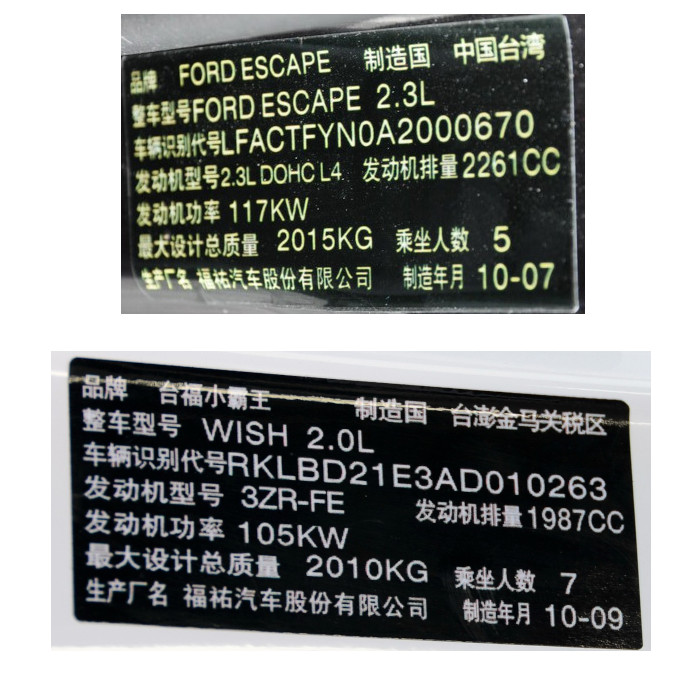 品牌 FORD ESCAPE 制造国 中国台湾
整车型号FORD ESCAPE 2.3L
车辆识别代号LFACTFYN0A2000670
发动机型号2.3L DOHC L4 发动机排量2261CC
发动机功率 117KW
最大设计总质量 2015KG 乘坐人数 5
生产厂名 福祐汽车股份有限公司 制造年月 10-07
品牌 台福小霸王 制造国 台澎金马关税区
整车型号 WISH 2.0L
车辆识别代号RKLBD21E3AD010263
发动机型号 3ZR-FE 发动机排量1987CC
发动机功率 105KW
最大设计总质量 2010KG 乘坐人数 7
生产厂名 福祐汽车股份有限公司 制造年月 10-09